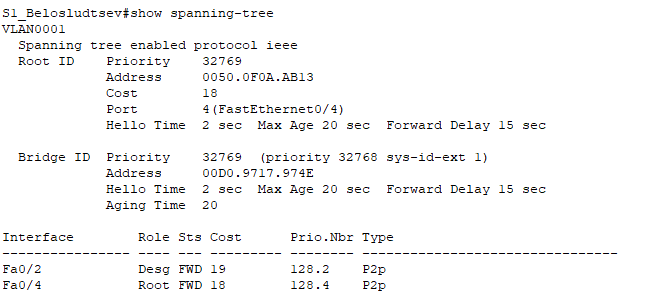 S1_Belosludtsev#show spanning-tree
VLAN0001
  Spanning tree enabled protocol ieee
  Root ID    Priority    32769
             Address     0050.0F0A.AB13
             Cost        18
             Port        4(FastEthernet0/4)
             Hello Time  2 sec  Max Age 20 sec  Forward Delay 15 sec
  Bridge ID  Priority    32769  (priority 32768 sys-id-ext 1)
             Address     00D0.9717.974E
             Hello Time  2 sec  Max Age 20 sec  Forward Delay 15 sec
             Aging Time  20
Interface        Role Sts Cost      Prio.Nbr Type
---------------- ---- --- --------- -------- --------------------------------
Fa0/2            Desg FWD 19        128.2    P2p
Fa0/4            Root FWD 18        128.4    P2p